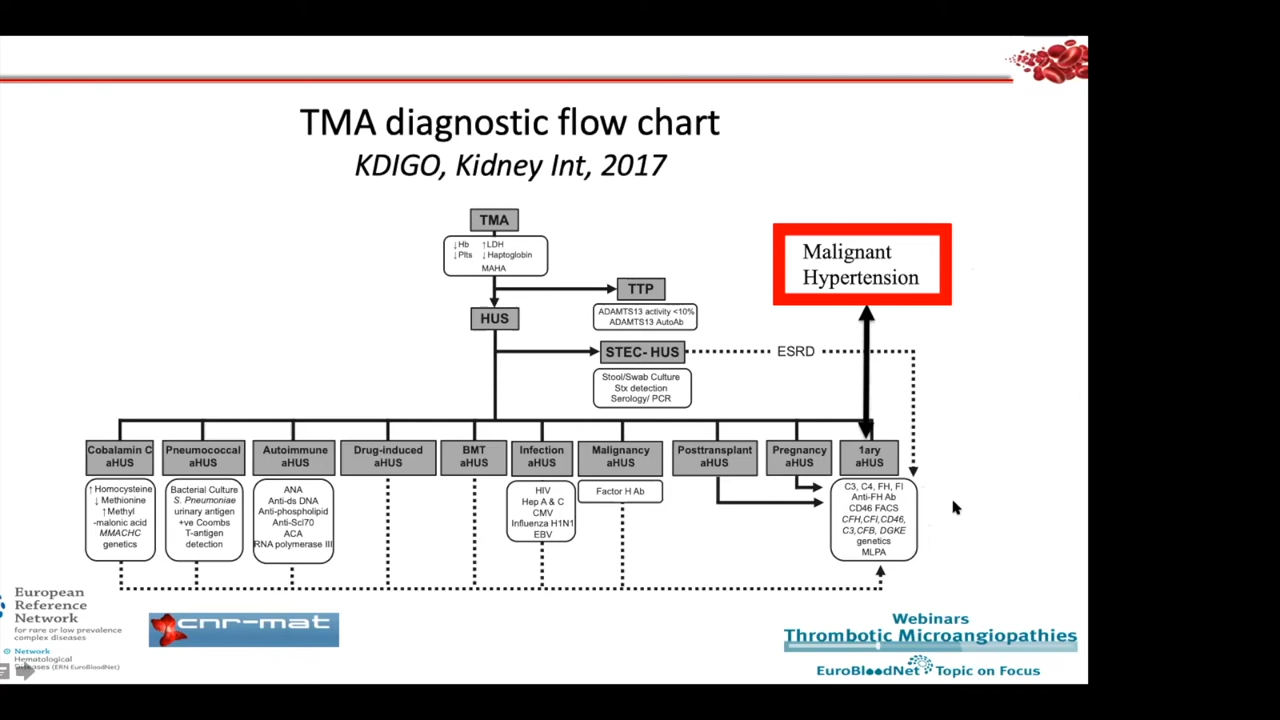 TMA diagnostic flow chart
KDIGO, Kidney Int, 2017
TMA
↓Hb ↑LDH
↓Plts ↓Haptoglobin
MAHA
Malignant
Hypertension
TTP
ADAMTS13 activity <10%
ADAMTS13 AutoAb
HUS
STEC- HUS
ESRD
Stool/Swab Culture
Stx detection
Serology/ PCR
Cobalamin C
aHUS
↑Homocysteine
↓ Methionine
↑Methyl
-malonic acid
MMACHC
genetics
Pneumococcal
aHUS
Bacterial Culture
S. Pneumoniae
urinary antigen
+ve Coombs
T-antigen
detection
Autoimmune
aHUS
ANA
Anti-ds DNA
Anti-phospholipid
Anti-Scl70
ACA
RNA polymerase III
Drug-induced
aHUS
BMT
aHUS
Infection
aHUS
HIV
Hep A & C
CMV
Influenza H1N1
EBV
Malignancy
aHUS
Factor H Ab
Posttransplant
aHUS
Pregnancy
aHUS
1ary
aHUS
C3, C4, FH, FI
Anti-FH Ab
CD46 FACS
CFH,CFI,CD46,
C3,CFB, DGKE
genetics
MLPA
European
Reference
Network
for rare or low prevalence
complex diseases
Network
Hematological
Diseases (ERN EuroBloodNet)
cnr-mat
Webinars
Thrombotic Microangiopathies
EuroBloodNet Topic on Focus